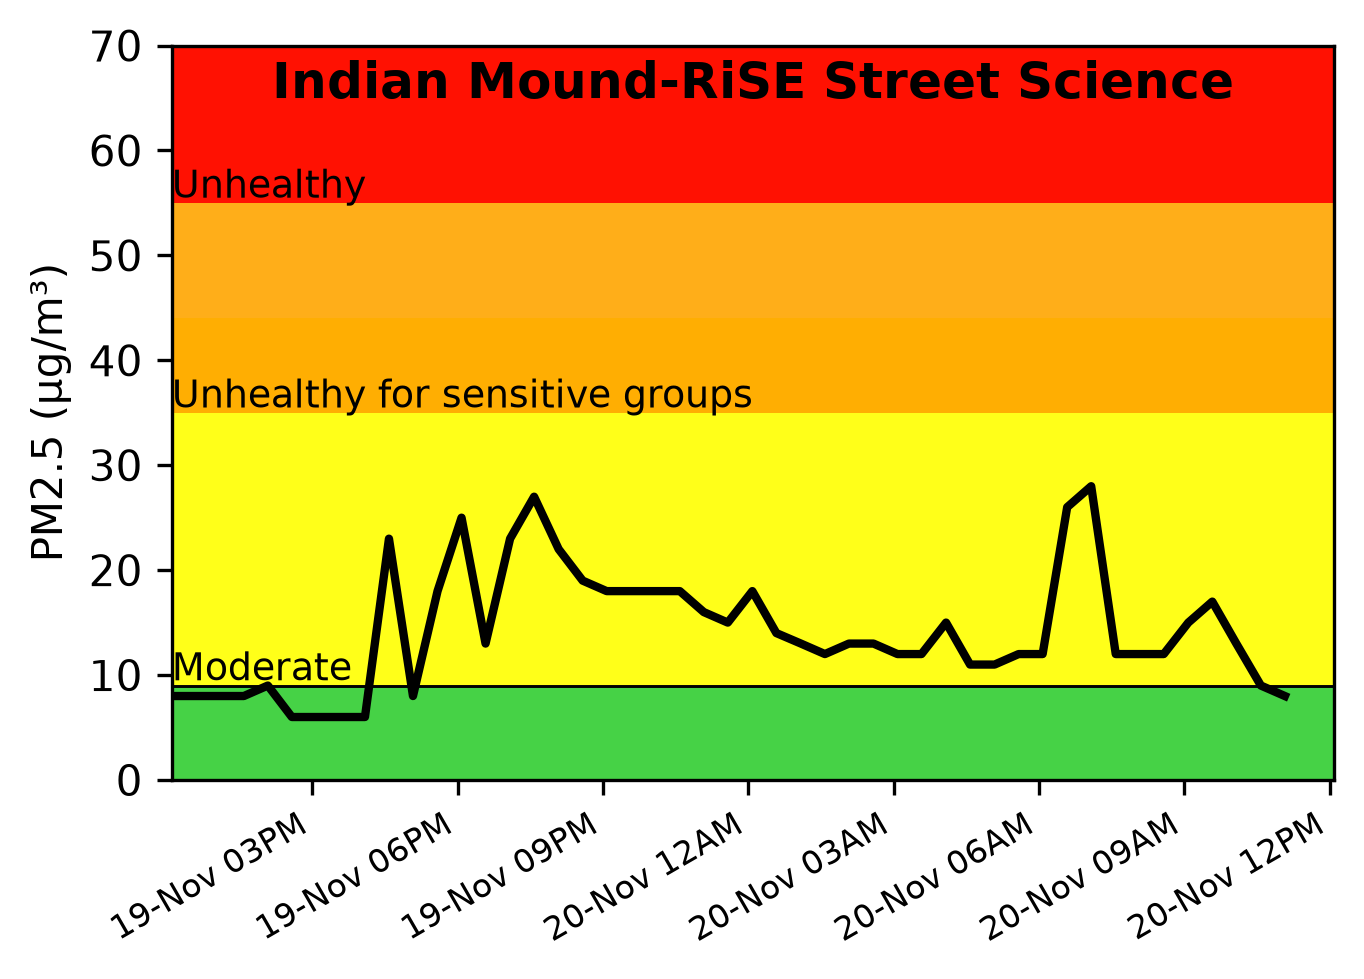 Indian Mound-RiSE Street Science
PM2.5 (µg/m³)
70
60
50
40
30
20
10
0
Unhealthy
Unhealthy for sensitive groups
Moderate
19-Nov 03PM
19-Nov 06PM
19-Nov 09PM
20-Nov 12AM
20-Nov 03AM
20-Nov 06AM
20-Nov 09AM
20-Nov 12PM